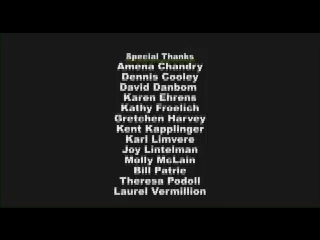 Special Thanks
Amena Chandry
Dennis Cooley
David Danbom
Karen Ehrens
Kathy Froelich
Gretchen Harvey
Kent Kapplinger
Karl Limvere
Joy Lintelman
Molly McLain
Bill Patrie
Theresa Podoll
Laurel Vermillion